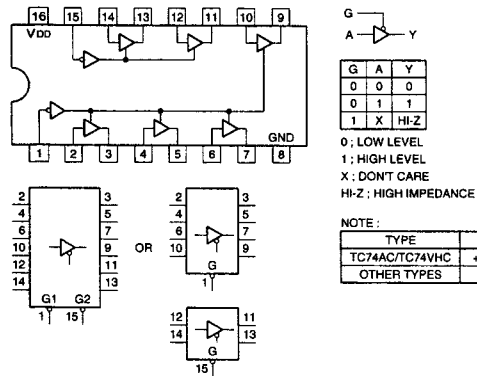 16 15 14 13 12 11 10 9
VDD
GND
1 2 3 4 5 6 7 8
G
A Y
G A Y
0 0 0
0 1 1
1 X HI-Z
0 ; LOW LEVEL
1 ; HIGH LEVEL
X ; DON'T CARE
HI-Z ; HIGH IMPEDANCE
NOTE :
TYPE
TC74AC/TC74VHC +
OTHER TYPES
2 3
4 5
6 7
10 9
12 11
14 13
G1 G2
1 15
OR
2 3
4 5
6 7
10 9
G
1
12 11
14 13
G
15